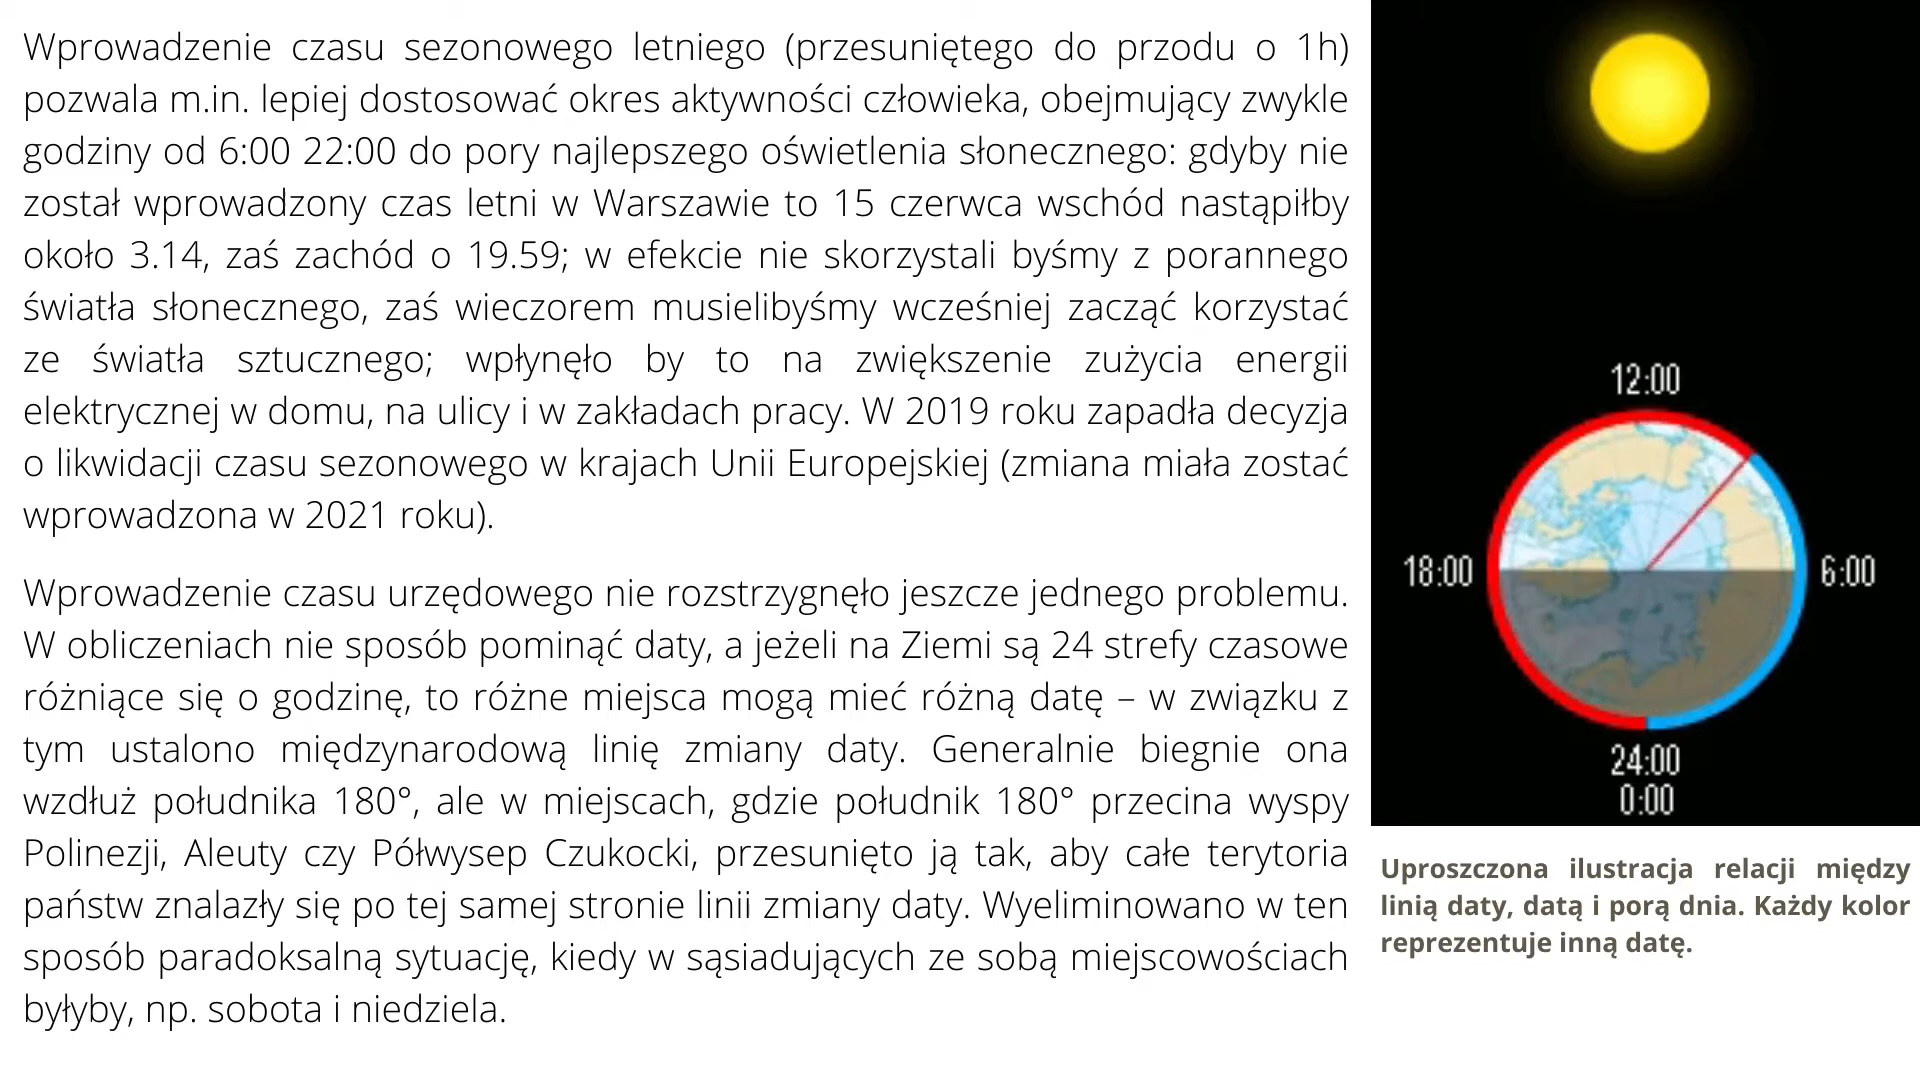 Wprowadzenie czasu sezonowego letniego (przesuniętego do przodu o 1h)
pozwala m.in. lepiej dostosować okres aktywności człowieka, obejmujący zwykle
godziny od 6:00 22:00 do pory najlepszego oświetlenia słonecznego: gdyby nie
został wprowadzony czas letni w Warszawie to 15 czerwca wschód nastąpiłby
około 3.14, zaś zachód o 19.59; w efekcie nie skorzystali byśmy z porannego
światła słonecznego, zaś wieczorem musielibyśmy wcześniej zacząć korzystać
ze światła sztucznego; wpłynęło by to na zwiększenie zużycia energii
elektrycznej w domu, na ulicy i w zakładach pracy. W 2019 roku zapadła decyzja
o likwidacji czasu sezonowego w krajach Unii Europejskiej (zmiana miała zostać
wprowadzona w 2021 roku).
Wprowadzenie czasu urzędowego nie rozstrzygnęło jeszcze jednego problemu.
W obliczeniach nie sposób pominąć daty, a jeżeli na Ziemi są 24 strefy czasowe
różniące się o godzinę, to różne miejsca mogą mieć różną datę – w związku z
tym ustalono międzynarodową linię zmiany daty. Generalnie biegnie ona
wzdłuż południka 180°, ale w miejscach, gdzie południk 180° przecina wyspy
Polinezji, Aleuty czy Półwysep Czukocki, przesunięto ją tak, aby całe terytoria
państw znalazły się po tej samej stronie linii zmiany daty. Wyeliminowano w ten
sposób paradoksalną sytuację, kiedy w sąsiadujących ze sobą miejscowościach
byłyby, np. sobota i niedziela.
12:00
18:00
6:00
24:00
0:00
Uproszczona ilustracja relacji między
linią daty, datą i porą dnia. Każdy kolor
reprezentuje inną datę.